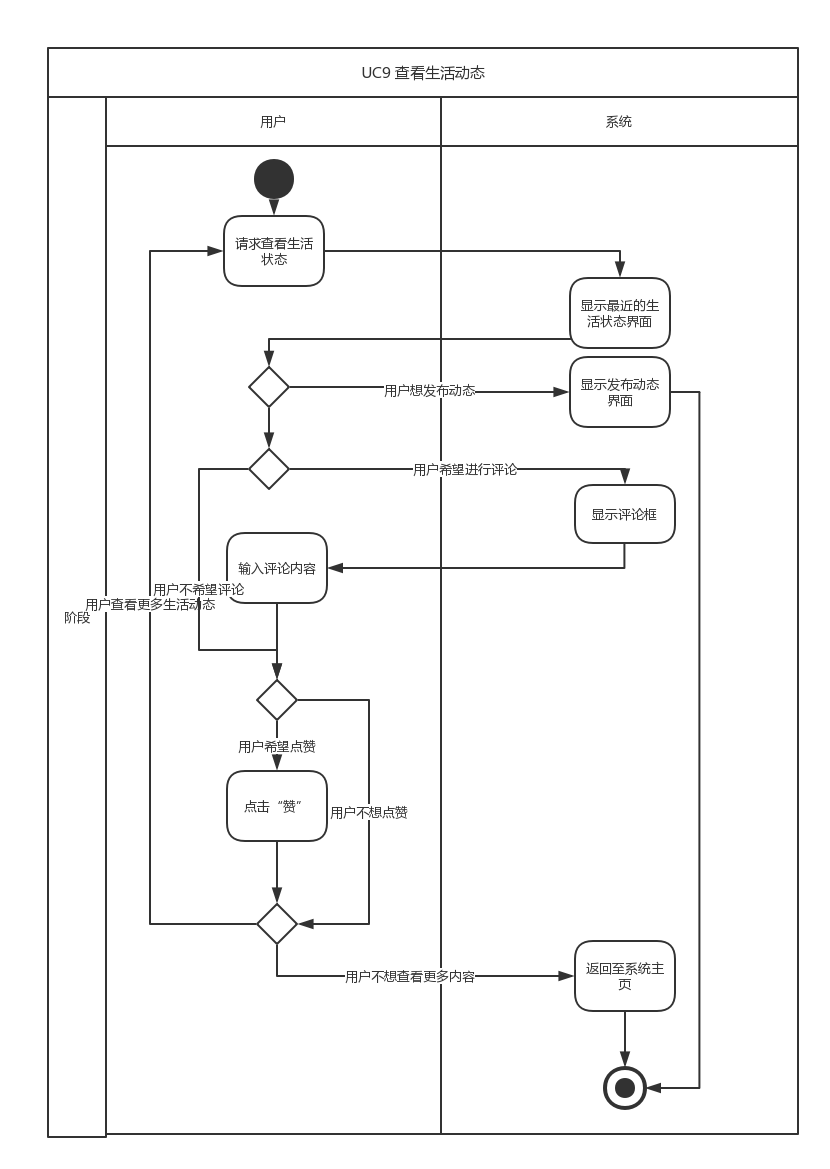 UC9 查看生活动态
用户
系统
请求查看生活
状态
显示最近的生
活状态界面
用户想发布动态
显示发布动态
界面
用户希望进行评论
显示评论框
输入评论内容
用户不希望评论
用户查看更多生活动态
阶段
用户希望点赞
点击“赞”
用户不想点赞
返回至系统主
页
用户不想查看更多内容